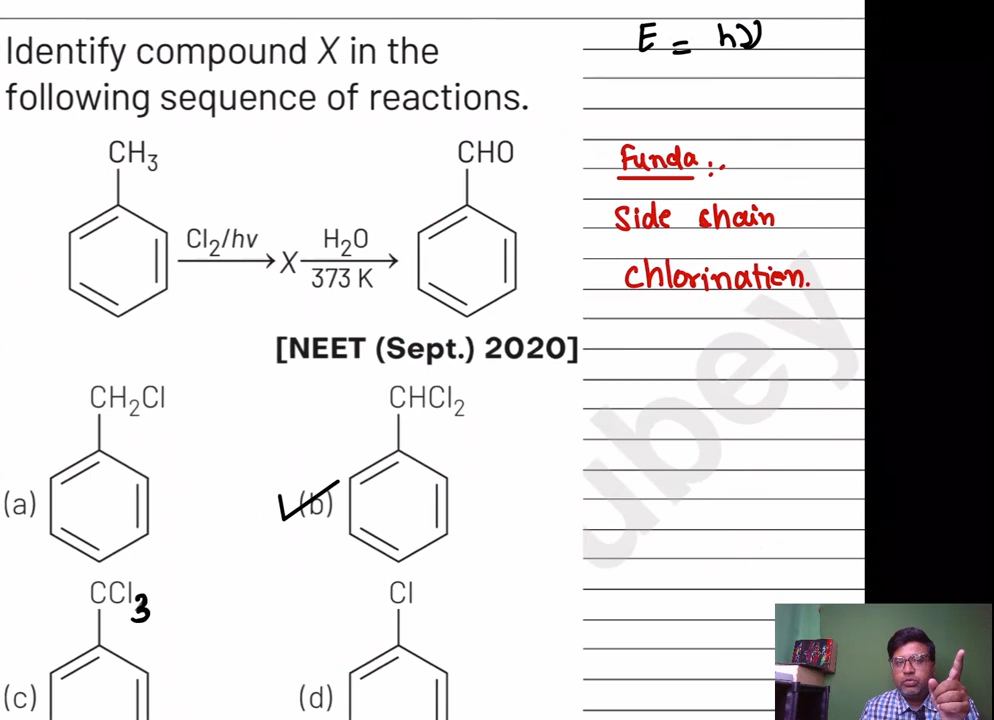 Identify compound X in the
following sequence of reactions.
E = hν
CH3
CHO
Cl2/hv
X
H2O
373 K
Funda :.
Side chain
Chlorination.
[NEET (Sept.) 2020]
CH2Cl
CHCl2
(a)
(b)
CCl3
Cl
(c)
(d)
ubey